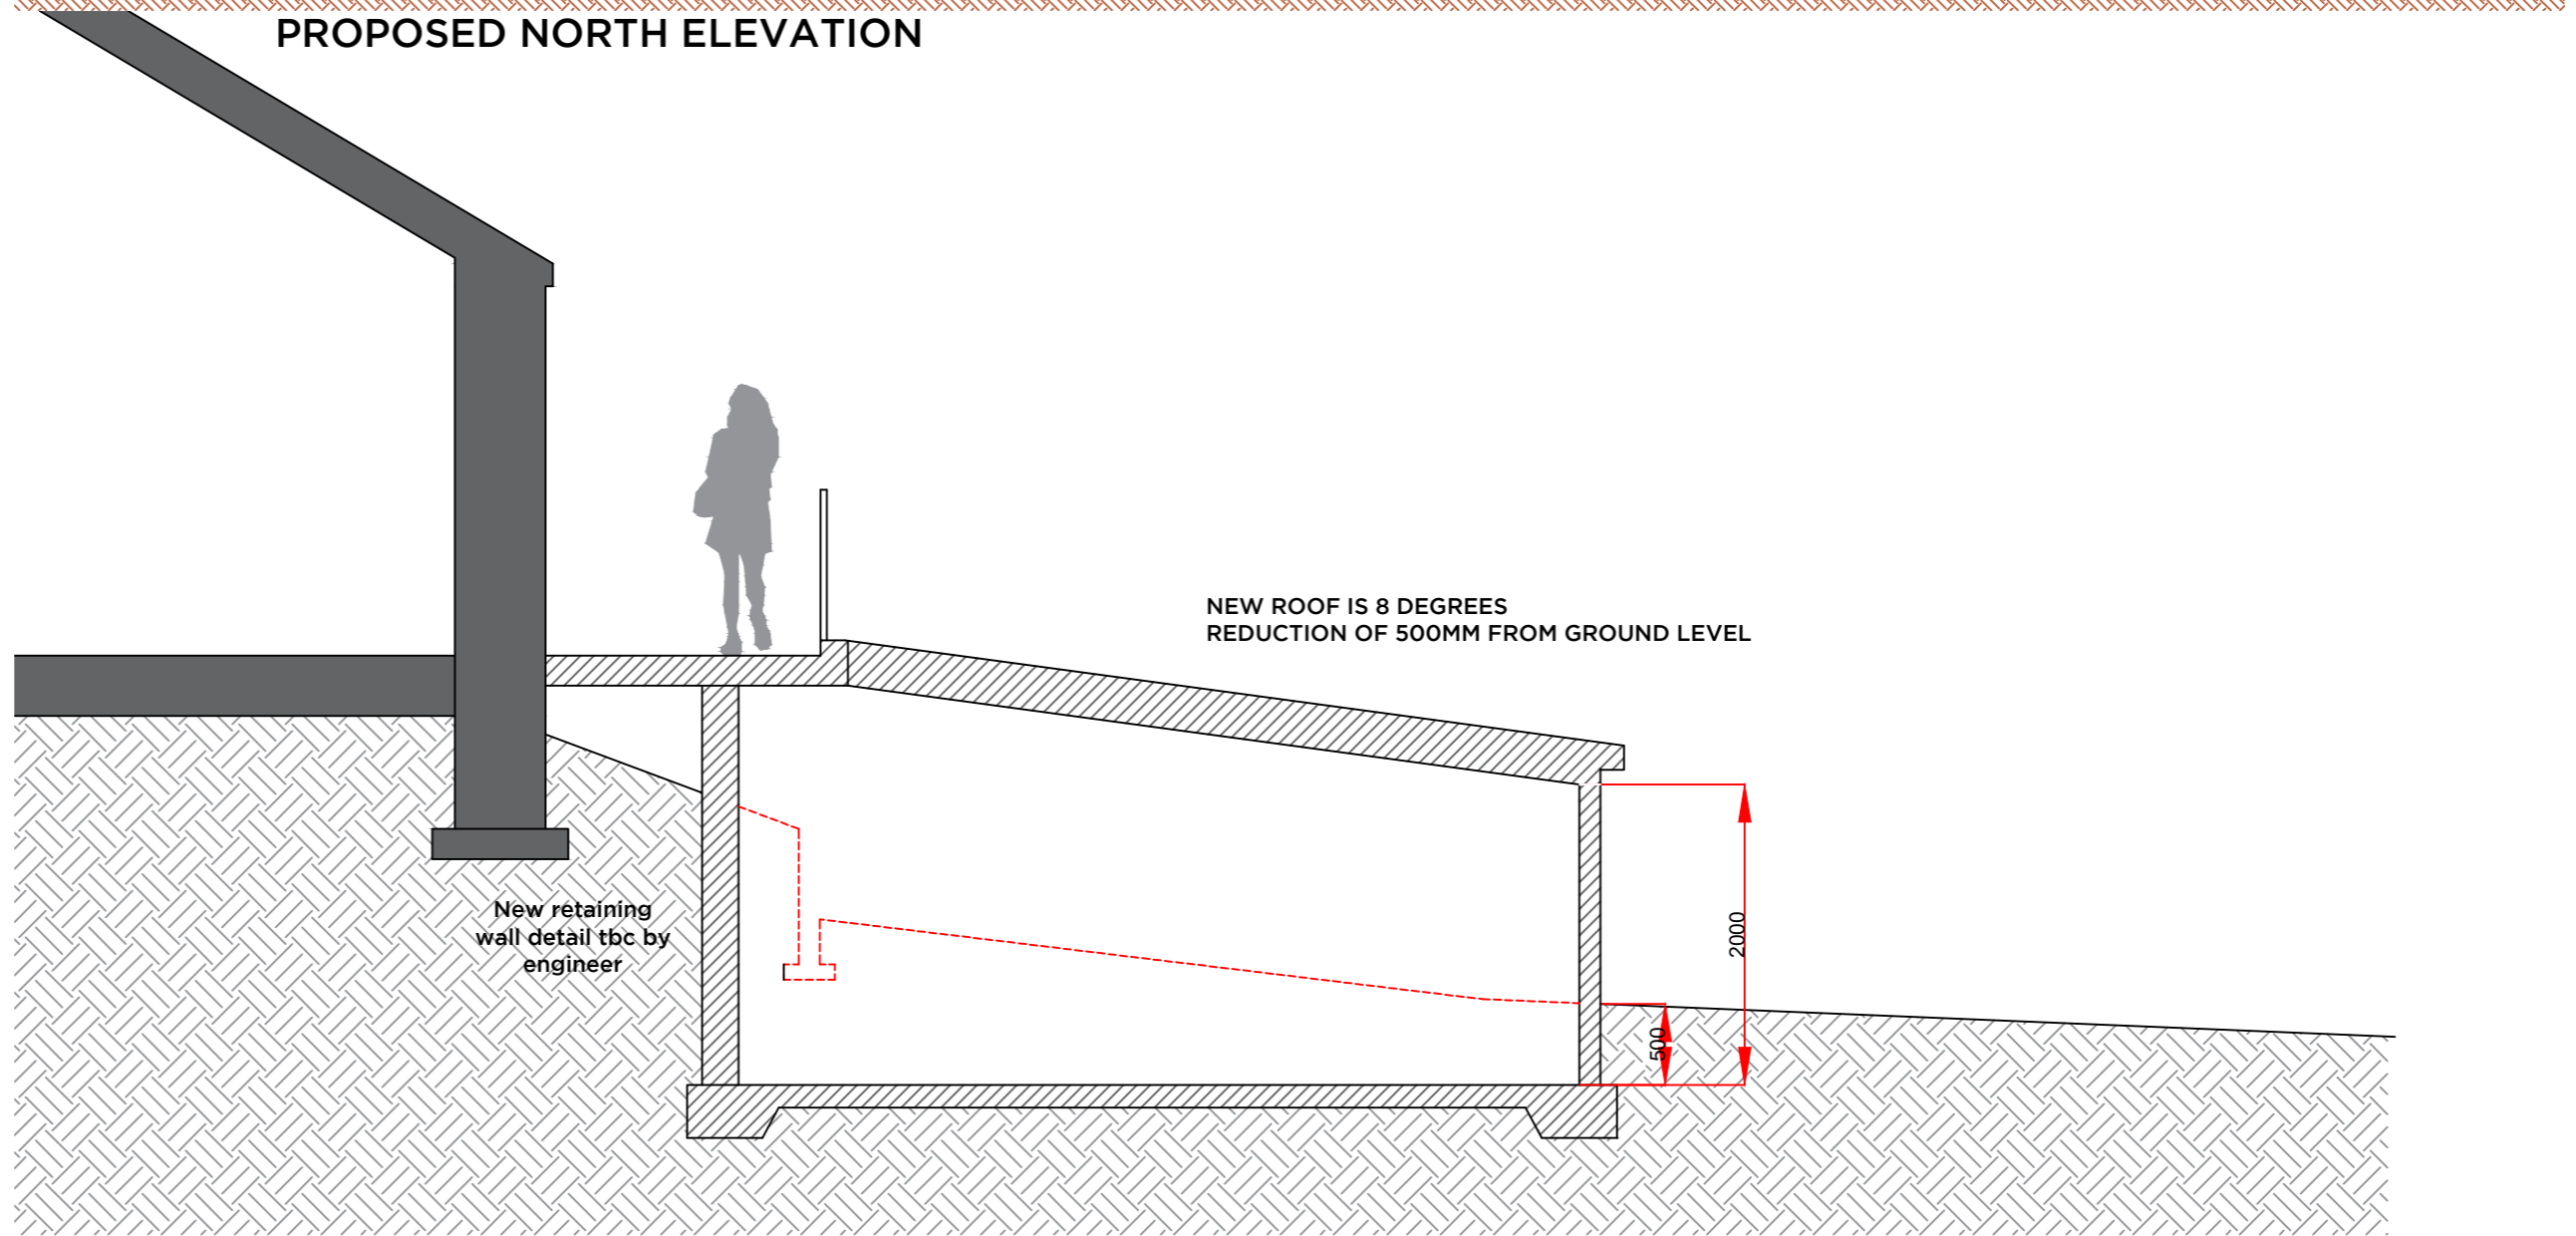 PROPOSED NORTH ELEVATION
NEW ROOF IS 8 DEGREES
REDUCTION OF 500MM FROM GROUND LEVEL
New retaining
wall detail tbc by
engineer
2000
500